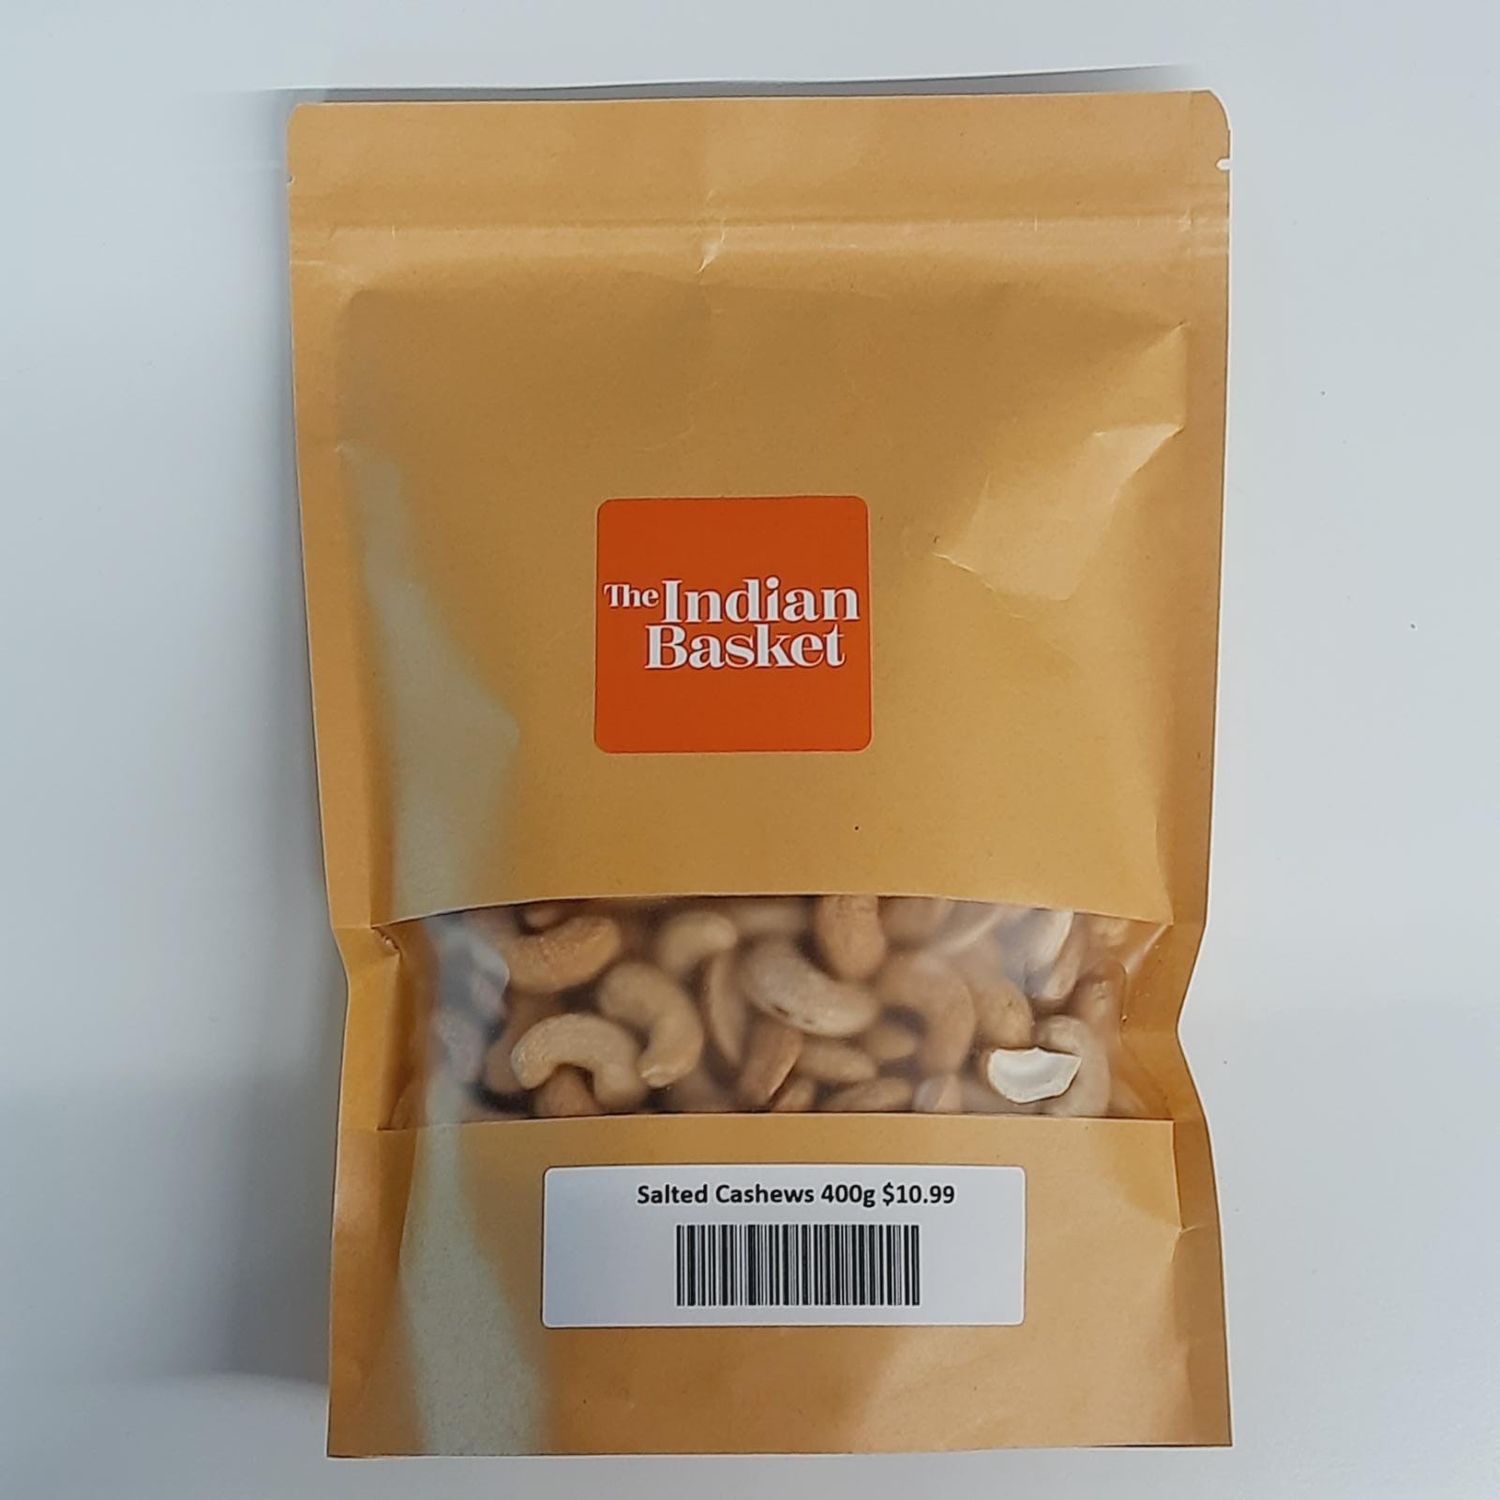 The Indian
Basket
Salted Cashews 400g $10.99